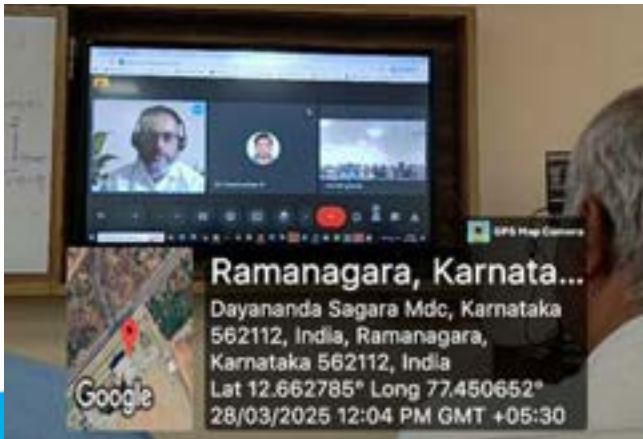 GPS Map Camera
Ramanagara, Karnata...
Dayananda Sagara Mdc, Karnataka
562112, India, Ramanagara,
Karnataka 562112, India
Lat 12.662785° Long 77.450652°
28/03/2025 12:04 PM GMT +05:30
Google